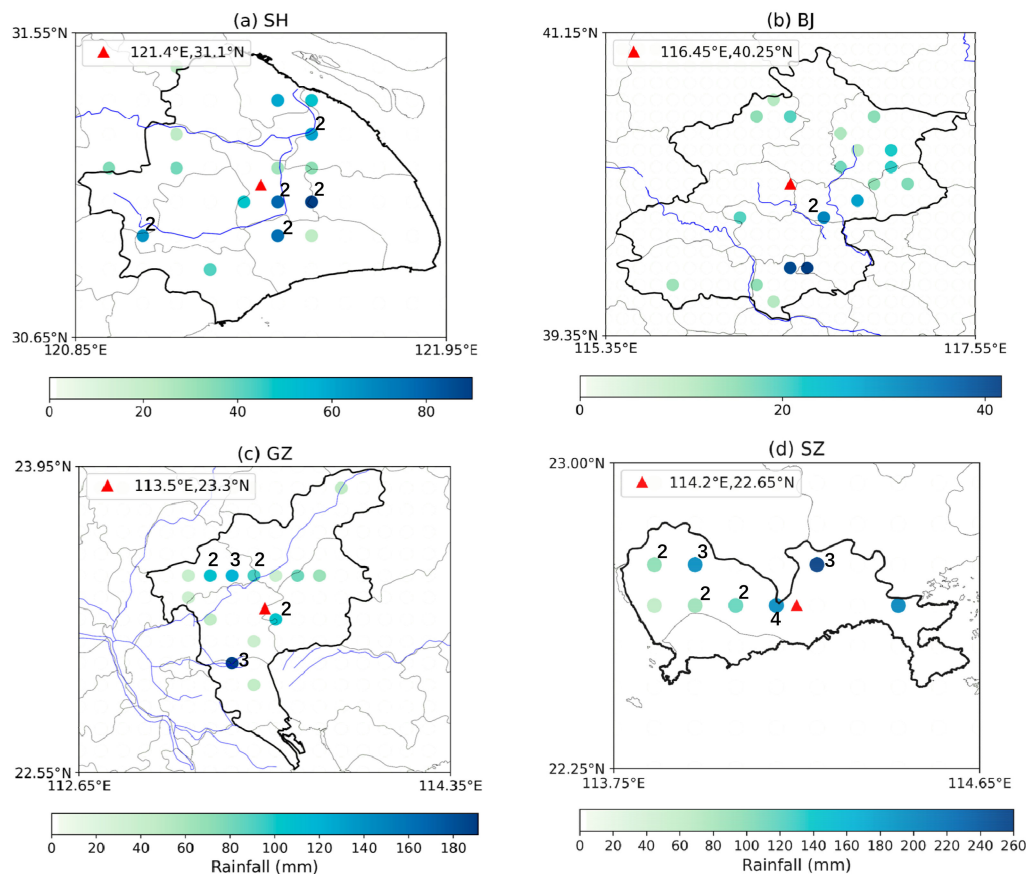 (a) SH
31.55°N
121.4°E,31.1°N
2
2
2
2
2
30.65°N
120.85°E
121.95°E
0 20 40 60 80
(b) BJ
41.15°N
116.45°E,40.25°N
2
39.35°N
115.35°E
117.55°E
0 20 40
(c) GZ
23.95°N
113.5°E,23.3°N
2 3 2
2
3
22.55°N
112.65°E
114.35°E
0 20 40 60 80 100 120 140 160 180
Rainfall (mm)
(d) SZ
23.00°N
114.2°E,22.65°N
2 3 3
2 2
4
22.25°N
113.75°E
114.65°E
0 20 40 60 80 100 120 140 160 180 200 220 240 260
Rainfall (mm)